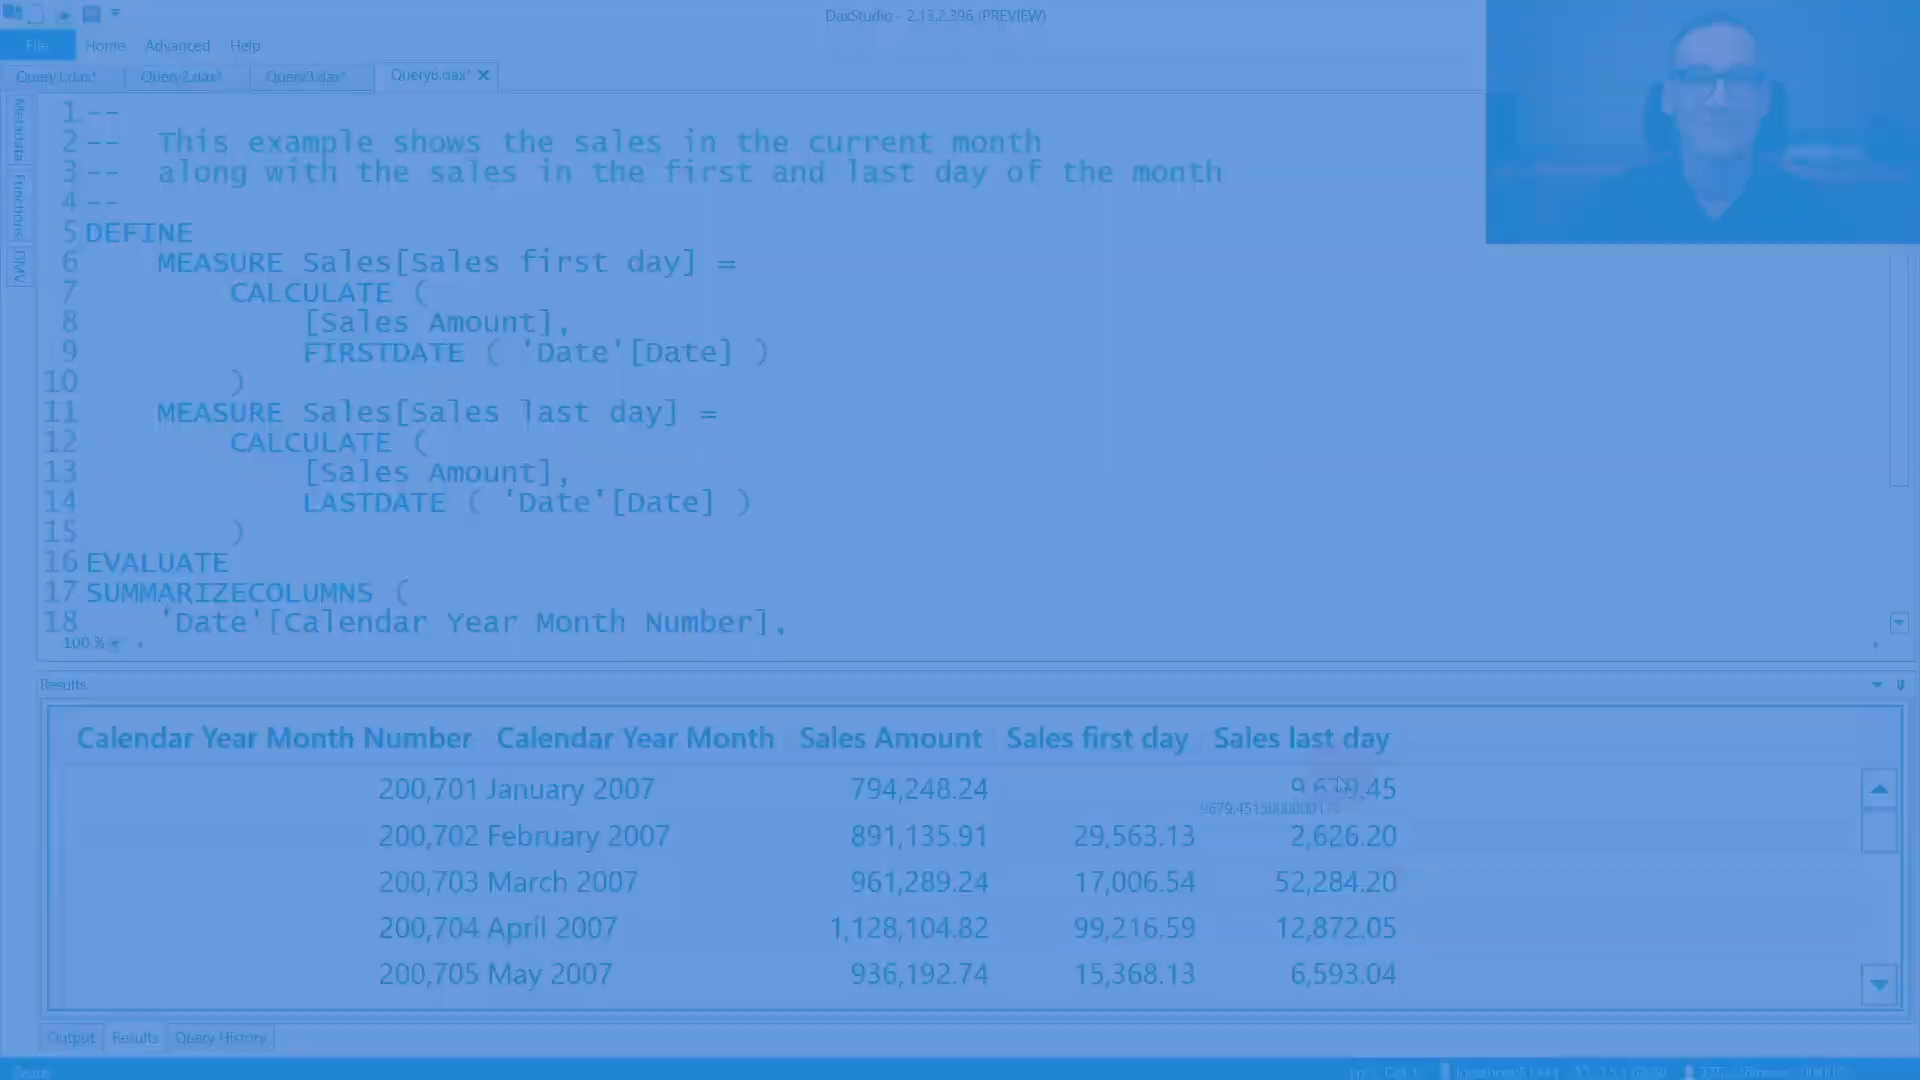 DaxStudio - 2.13.2.396 (PREVIEW)
File Home Advanced Help
Query1.dax* Query2.dax* Query3.dax* Query6.dax*
Metadata
Functions
DMV
1 --
2 -- This example shows the sales in the current month
3 -- along with the sales in the first and last day of the month
4 --
5 DEFINE
6 MEASURE Sales[Sales first day] =
7 CALCULATE (
8 [Sales Amount],
9 FIRSTDATE ( 'Date'[Date] )
10 )
11 MEASURE Sales[Sales last day] =
12 CALCULATE (
13 [Sales Amount],
14 LASTDATE ( 'Date'[Date] )
15 )
16 EVALUATE
17 SUMMARIZECOLUMNS (
18 'Date'[Calendar Year Month Number],
100 %
Results
Calendar Year Month Number Calendar Year Month Sales Amount Sales first day Sales last day
200,701 January 2007 794,248.24 9,679.45
200,702 February 2007 891,135.91 29,563.13 2,626.20
200,703 March 2007 961,289.24 17,006.54 52,284.20
200,704 April 2007 1,128,104.82 99,216.59 12,872.05
200,705 May 2007 936,192.74 15,368.13 6,593.04
Output Results Query History